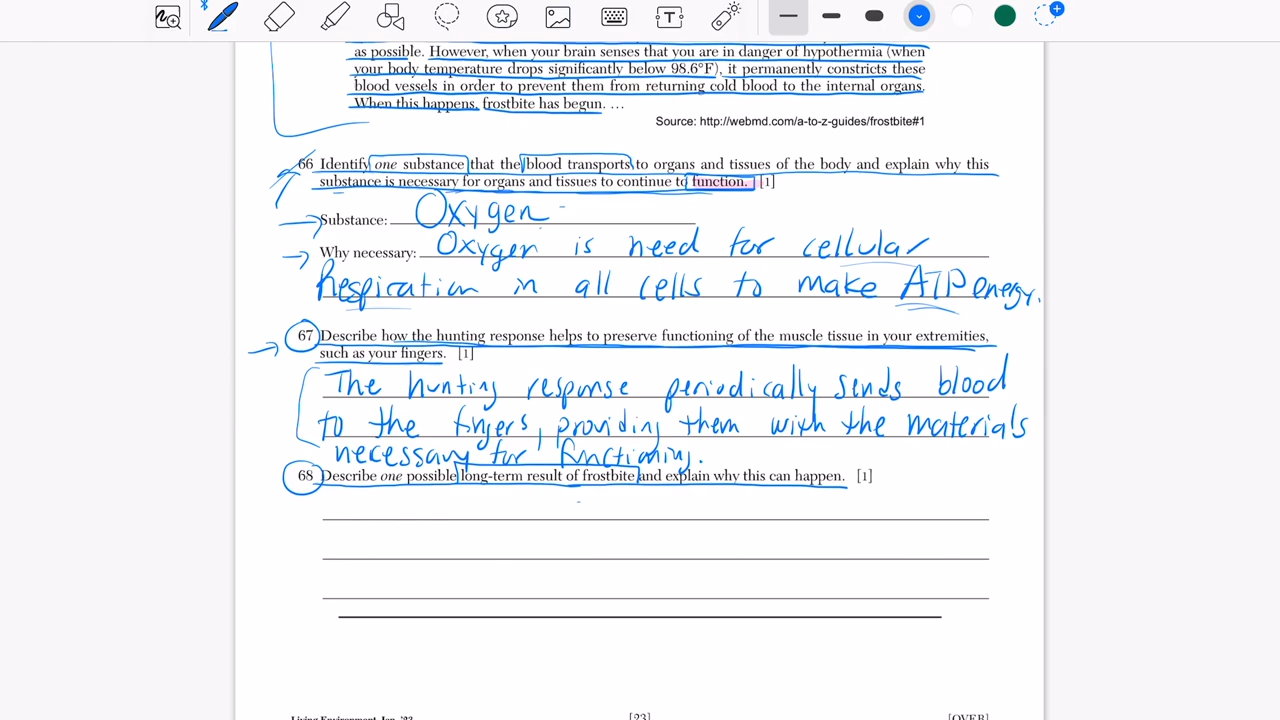 as possible. However, when your brain senses that you are in danger of hypothermia (when
your body temperature drops significantly below 98.6°F), it permanently constricts these
blood vessels in order to prevent them from returning cold blood to the internal organs.
When this happens, frostbite has begun. …
Source: http://webmd.com/a-to-z-guides/frostbite#1
66 Identify one substance that the blood transports to organs and tissues of the body and explain why this
substance is necessary for organs and tissues to continue to function. [1]
Substance: Oxygen
Why necessary: Oxygen is need for cellular
Respiration in all cells to make ATP energy.
67 Describe how the hunting response helps to preserve functioning of the muscle tissue in your extremities,
such as your fingers. [1]
The hunting response periodically sends blood
to the fingers, providing them with the materials
necessary for functioning.
68 Describe one possible long-term result of frostbite and explain why this can happen. [1]
Living Environment–Jan. '23 [23] [OVER]